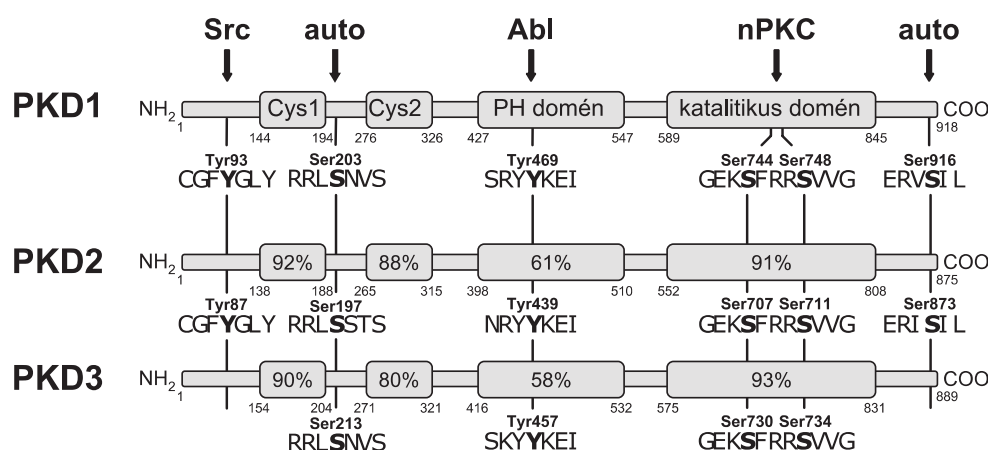 Src auto Abl nPKC auto
PKD1 NH2 Cys1 Cys2 PH domén katalitikus domén COO
1 144 194 276 326 427 547 589 845 918
Tyr93 Ser203 Tyr469 Ser744 Ser748 Ser916
CGFYGLY RRLSNVS SRYYKEI GEKSFRRSVVG ERVSIL
PKD2 NH2 92% 88% 61% 91% COO
1 138 188 265 315 398 510 552 808 875
Tyr87 Ser197 Tyr439 Ser707 Ser711 Ser873
CGFYGLY RRLSSTS NRYYKEI GEKSFRRSVVG ERISIL
PKD3 NH2 90% 80% 58% 93% COO
1 154 204 271 321 416 532 575 831 889
Ser213 Tyr457 Ser730 Ser734
RRLSNVS SKYYKEI GEKSFRRSVVG